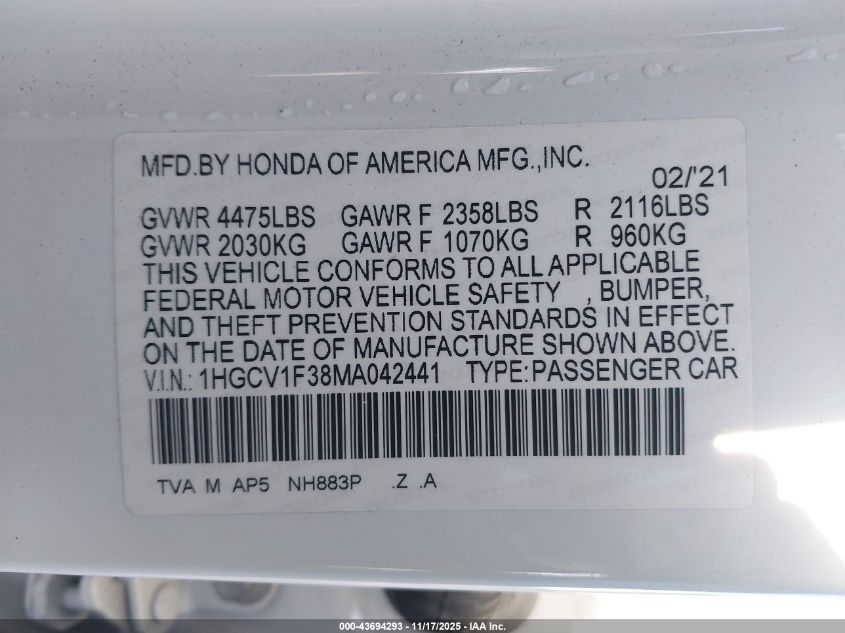 MFD.BY HONDA OF AMERICA MFG.,INC.
02/'21
GVWR 4475LBS GAWR F 2358LBS R 2116LBS
GVWR 2030KG GAWR F 1070KG R 960KG
THIS VEHICLE CONFORMS TO ALL APPLICABLE
FEDERAL MOTOR VEHICLE SAFETY , BUMPER,
AND THEFT PREVENTION STANDARDS IN EFFECT
ON THE DATE OF MANUFACTURE SHOWN ABOVE.
V.I.N.: 1HGCV1F38MA042441 TYPE:PASSENGER CAR
TVA M AP5 NH883P .Z .A
000-43694293 - 11/17/2025 - IAA Inc.